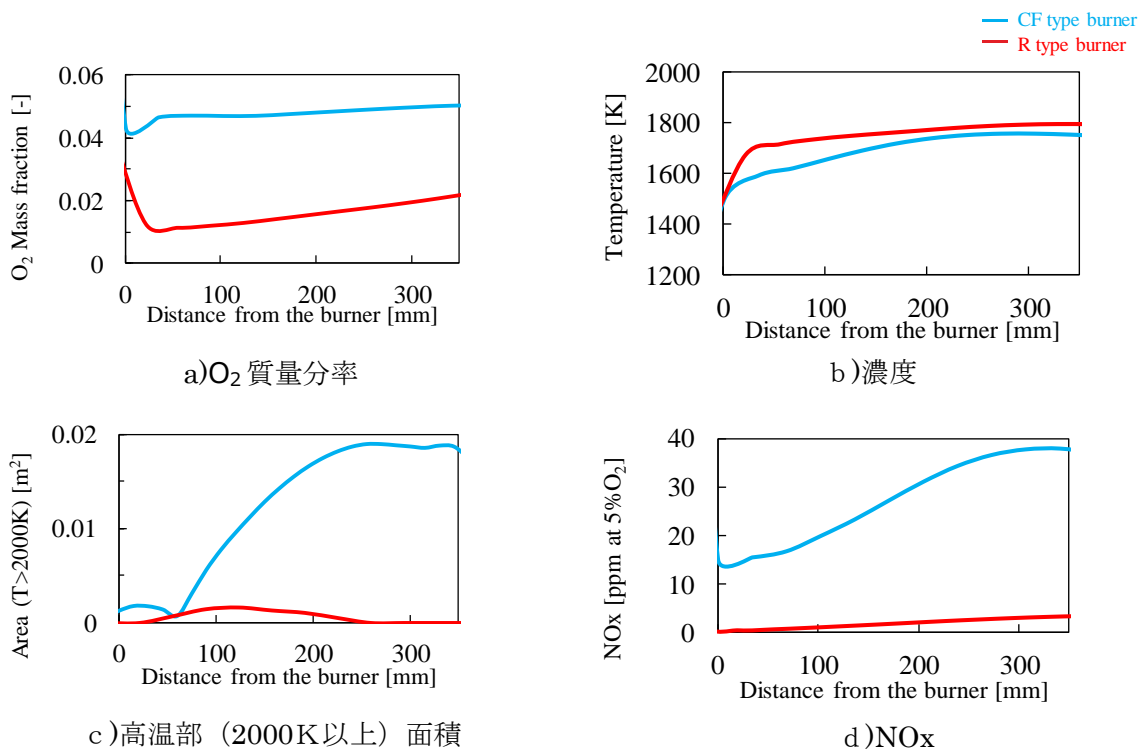 CF type burner
R type burner
O₂ Mass fraction [-]
0.06
0.04
0.02
0
0 100 200 300
Distance from the burner [mm]
a)O₂質量分率
Temperature [K]
2000
1800
1600
1400
1200
0 100 200 300
Distance from the burner [mm]
ｂ)濃度
Area (T>2000K) [m²]
0.02
0.01
0
0 100 200 300
Distance from the burner [mm]
ｃ)高温部（2000K以上）面積
NOx [ppm at 5%O₂]
40
30
20
10
0
0 100 200 300
Distance from the burner [mm]
ｄ)NOx